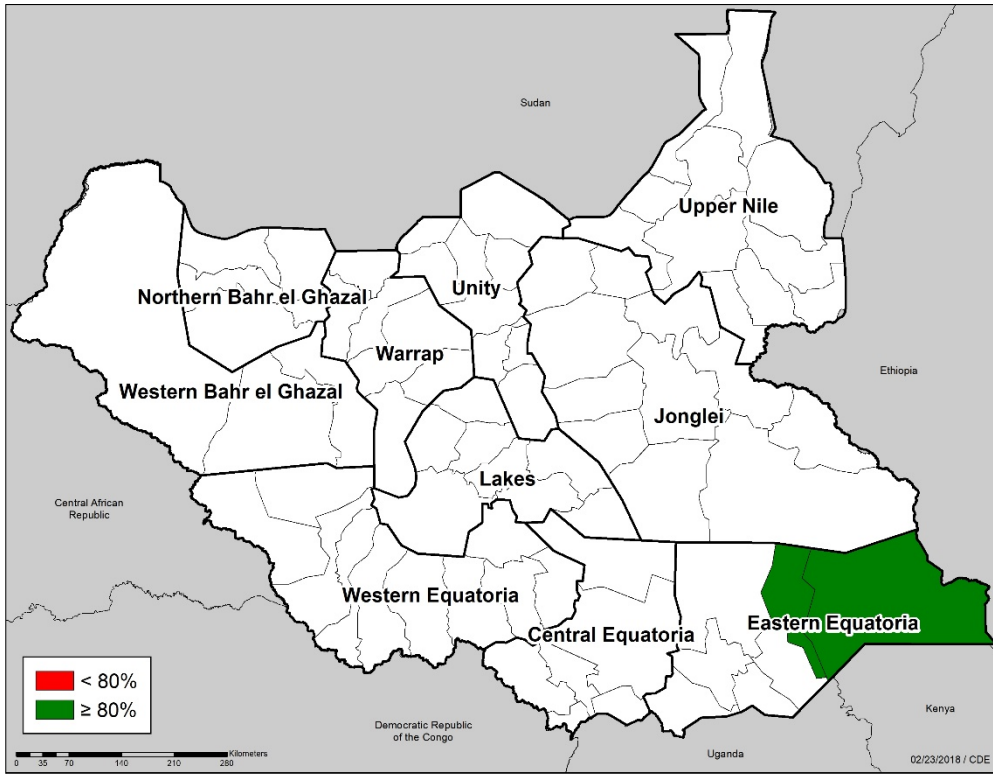 Sudan
Upper Nile
Northern Bahr el Ghazal
Unity
Warrap
Ethiopia
Western Bahr el Ghazal
Jonglei
Lakes
Central African
Republic
Western Equatoria
Central Equatoria
Eastern Equatoria
< 80%
≥ 80%
Democratic Republic
of the Congo
Uganda
Kenya
Kilometers
0 35 70 140 210 280
02/23/2018 / CDE